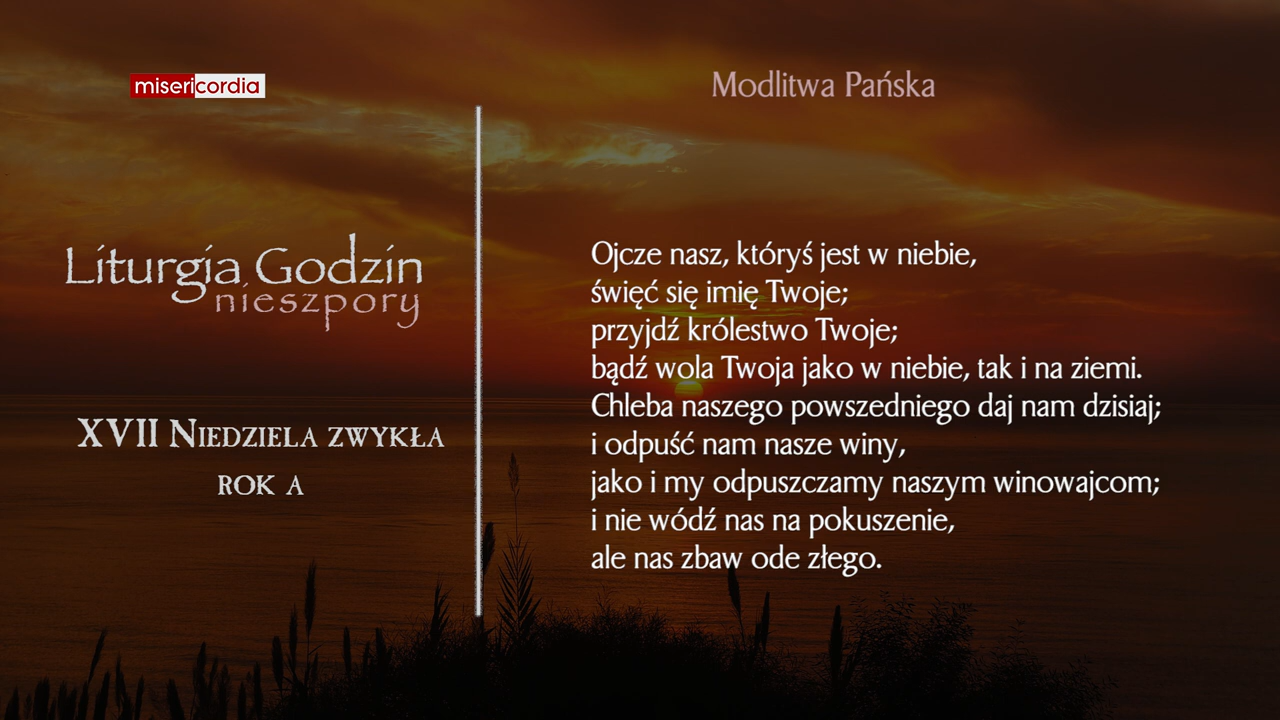 misericordia
Liturgia Godzin
nieszpory
XVII Niedziela zwykła
rok a
Modlitwa Pańska
Ojcze nasz, któryś jest w niebie,
święć się imię Twoje;
przyjdź królestwo Twoje;
bądź wola Twoja jako w niebie, tak i na ziemi.
Chleba naszego powszedniego daj nam dzisiaj;
i odpuść nam nasze winy,
jako i my odpuszczamy naszym winowajcom;
i nie wódź nas na pokuszenie,
ale nas zbaw ode złego.